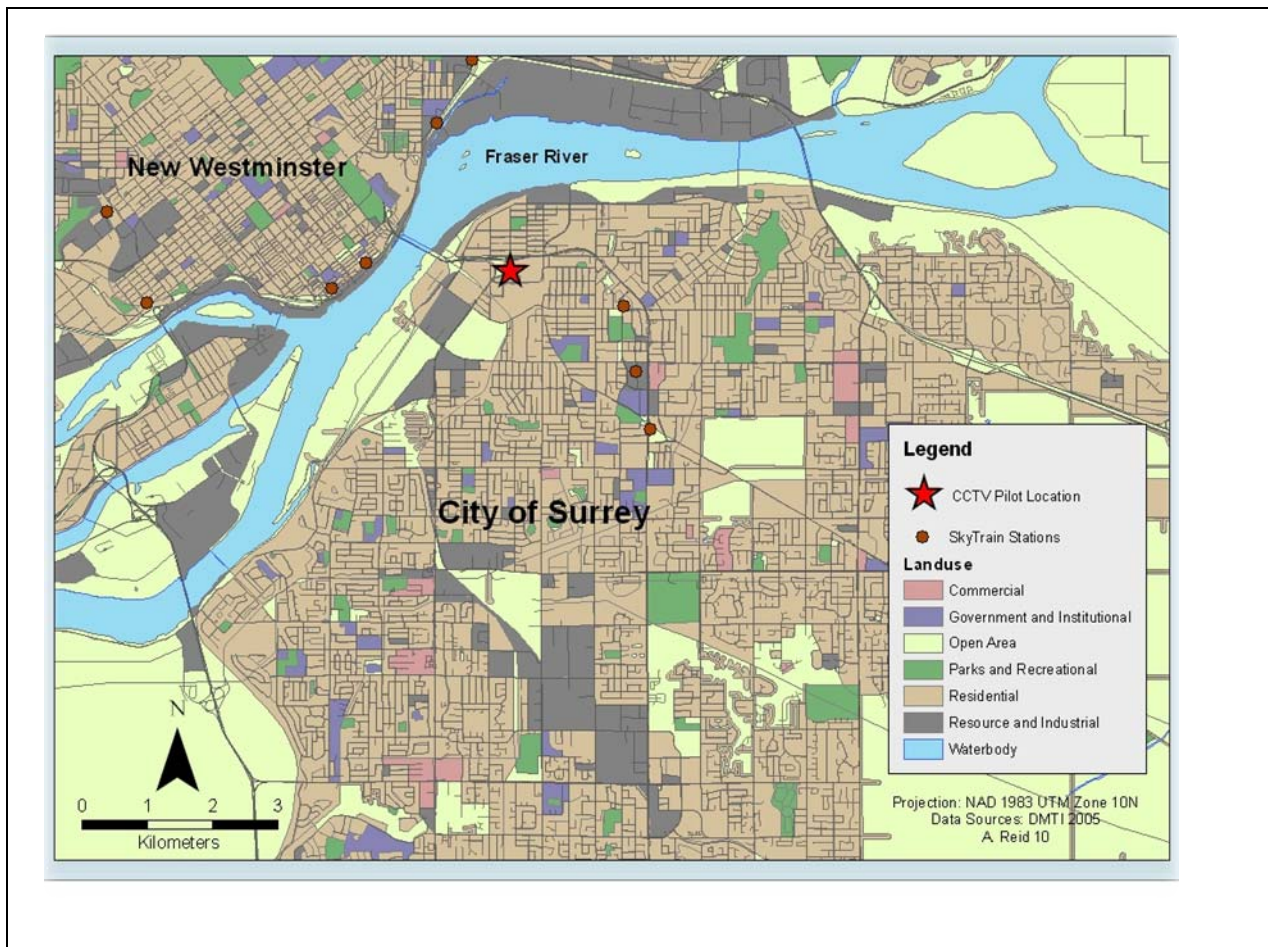 New Westminster
Fraser River
City of Surrey
Legend
CCTV Pilot Location
SkyTrain Stations
Landuse
Commercial
Government and Institutional
Open Area
Parks and Recreational
Residential
Resource and Industrial
Waterbody
N
0 1 2 3
Kilometers
Projection: NAD 1983 UTM Zone 10N
Data Sources: DMTI 2005
A. Reid 10